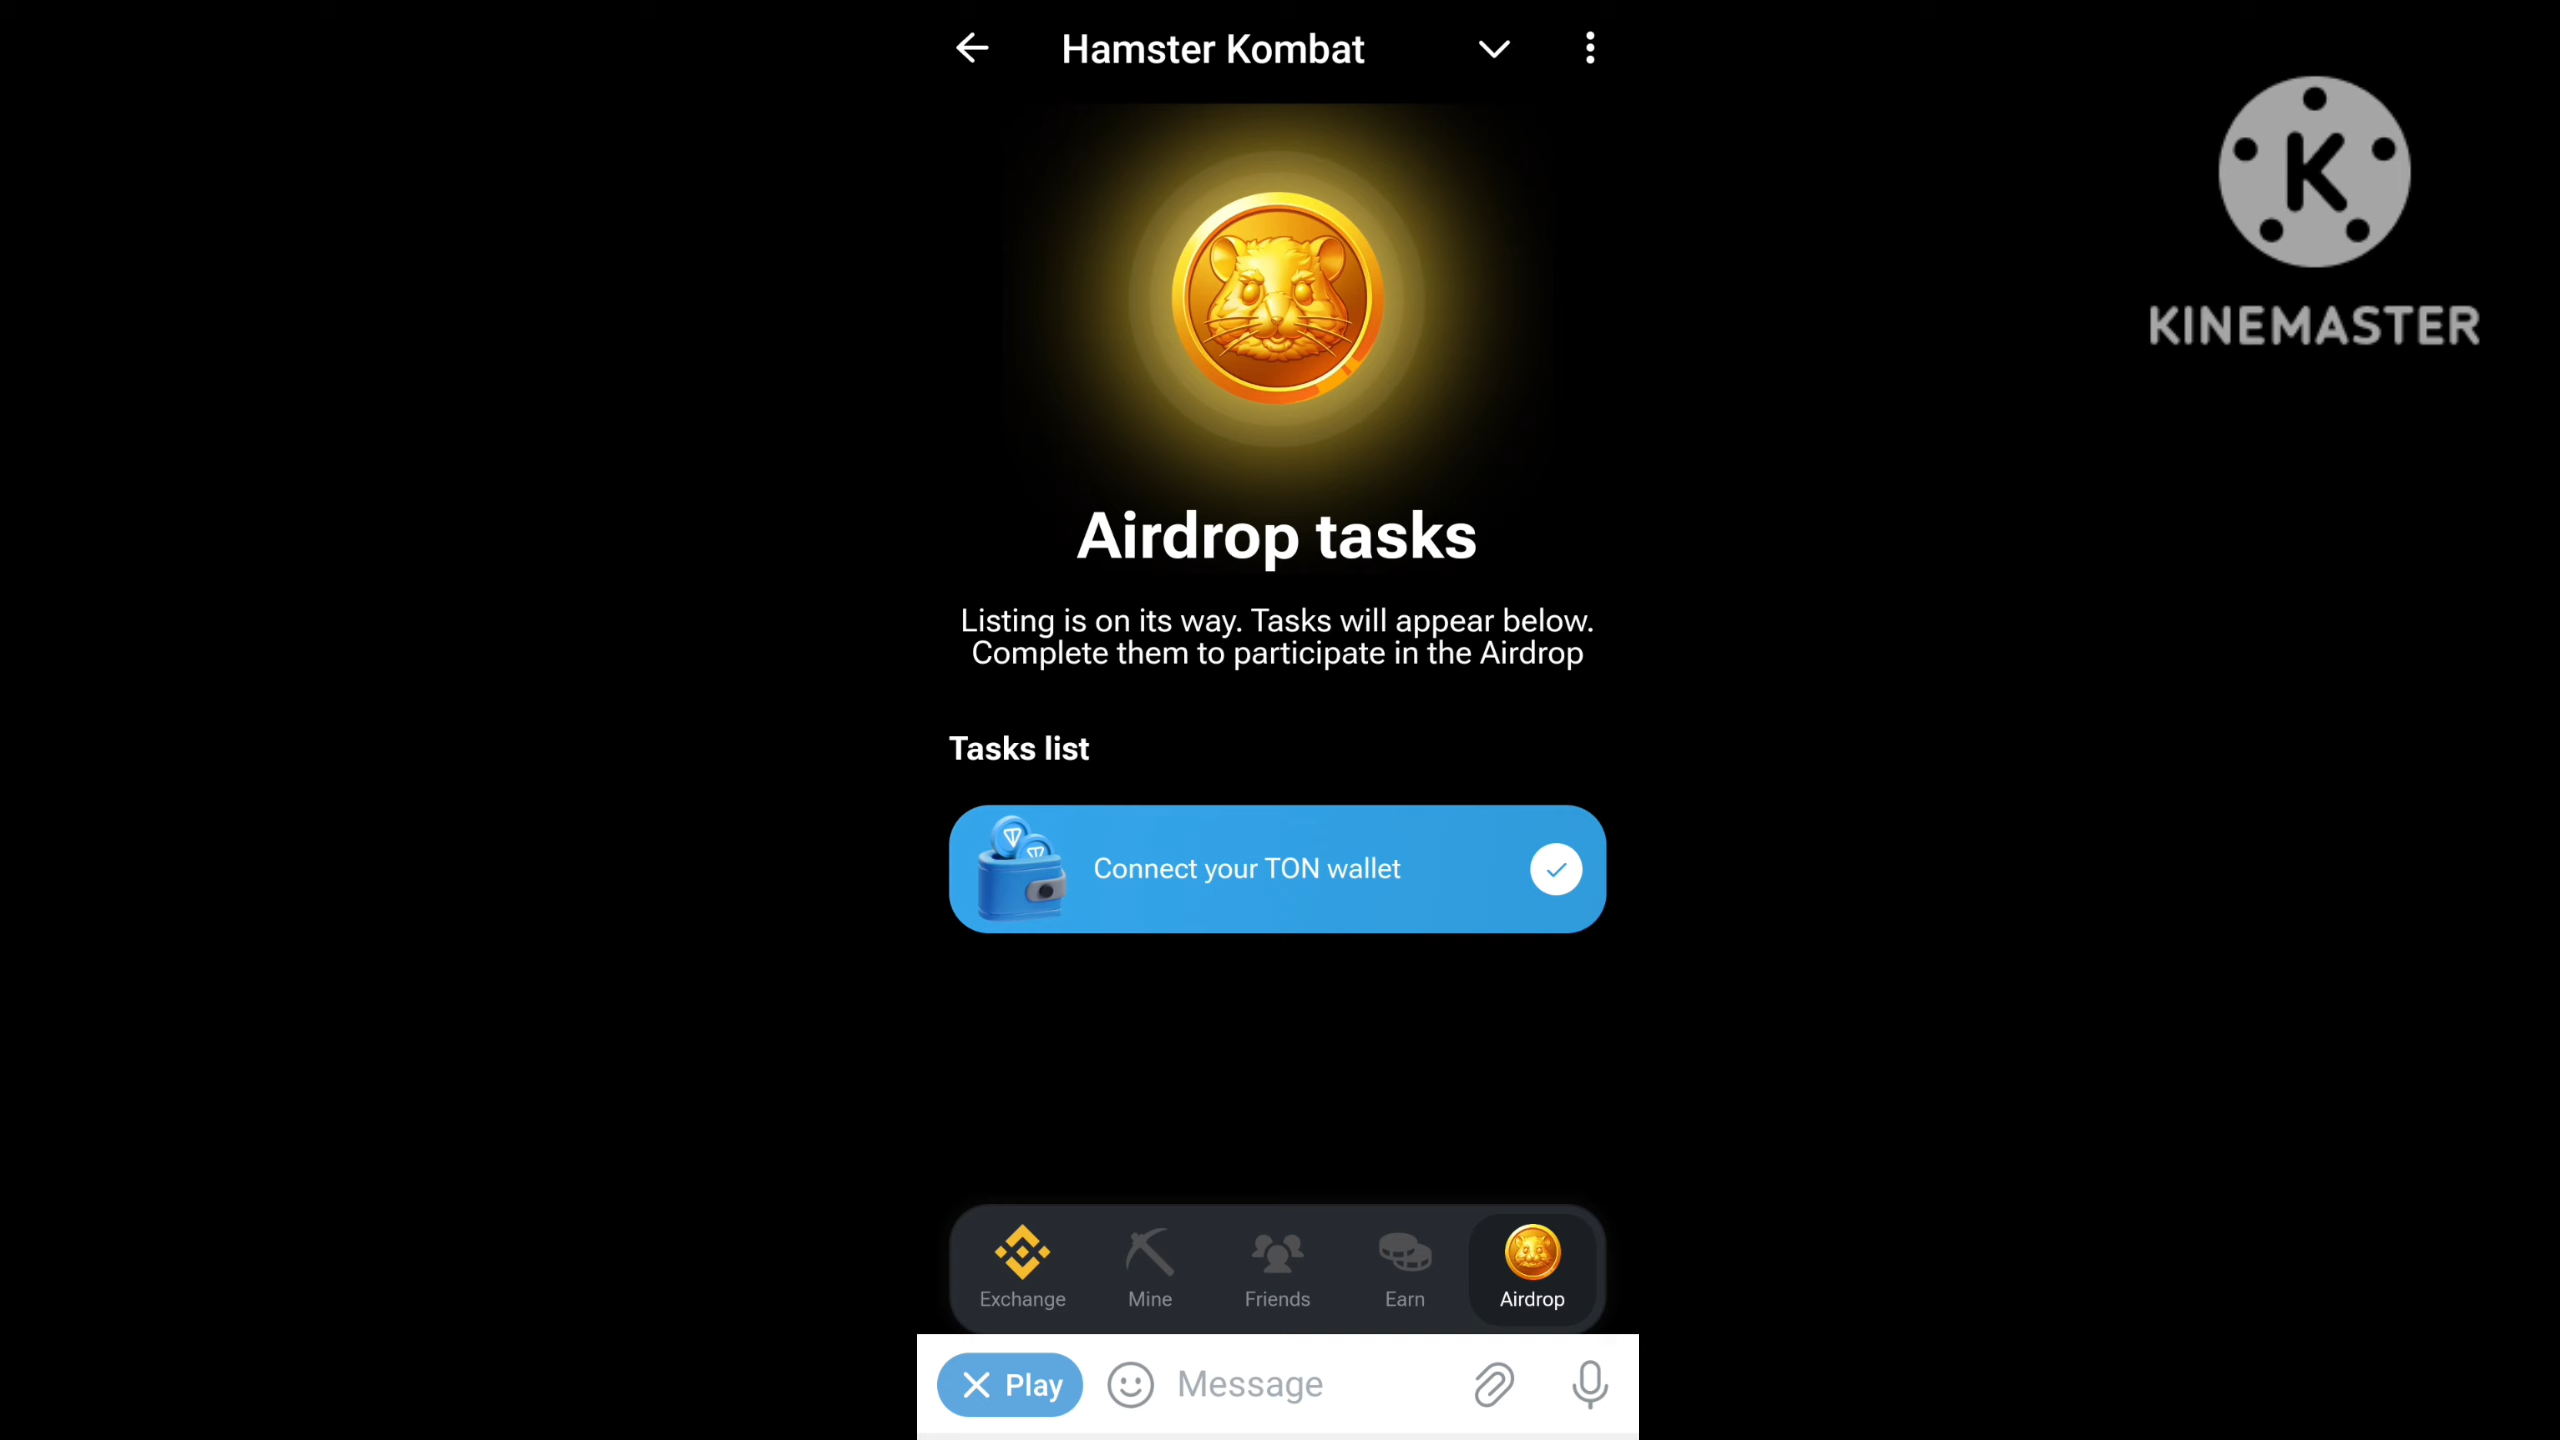 Hamster Kombat
K
KINEMASTER
Airdrop tasks
Listing is on its way. Tasks will appear below.
Complete them to participate in the Airdrop
Tasks list
Connect your TON wallet
Exchange
Mine
Friends
Earn
Airdrop
Play
Message